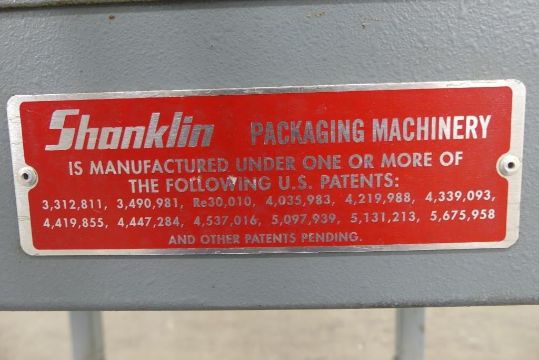 Shanklin PACKAGING MACHINERY
IS MANUFACTURED UNDER ONE OR MORE OF
THE FOLLOWING U.S. PATENTS:
3,312,811, 3,490,981, Re30,010, 4,035,983, 4,219,988, 4,339,093,
4,419,855, 4,447,284, 4,537,016, 5,097,939, 5,131,213, 5,675,958
AND OTHER PATENTS PENDING.